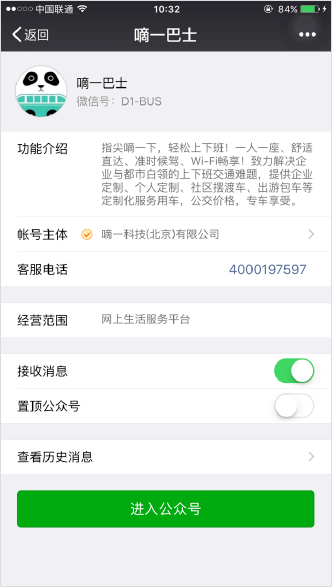 中国联通 10:32 84%
返回 嘀一巴士
嘀一巴士
微信号：D1-BUS
功能介绍 指尖嘀一下，轻松上下班！一人一座、舒适
直达、准时候驾、Wi-Fi畅享！致力解决企
业与都市白领的上下班交通难题，提供企业
定制、个人定制、社区摆渡车、出游包车等
定制化服务用车，公交价格，专车享受。
帐号主体 嘀一科技(北京)有限公司
客服电话 4000197597
经营范围 网上生活服务平台
接收消息
置顶公众号
查看历史消息
进入公众号